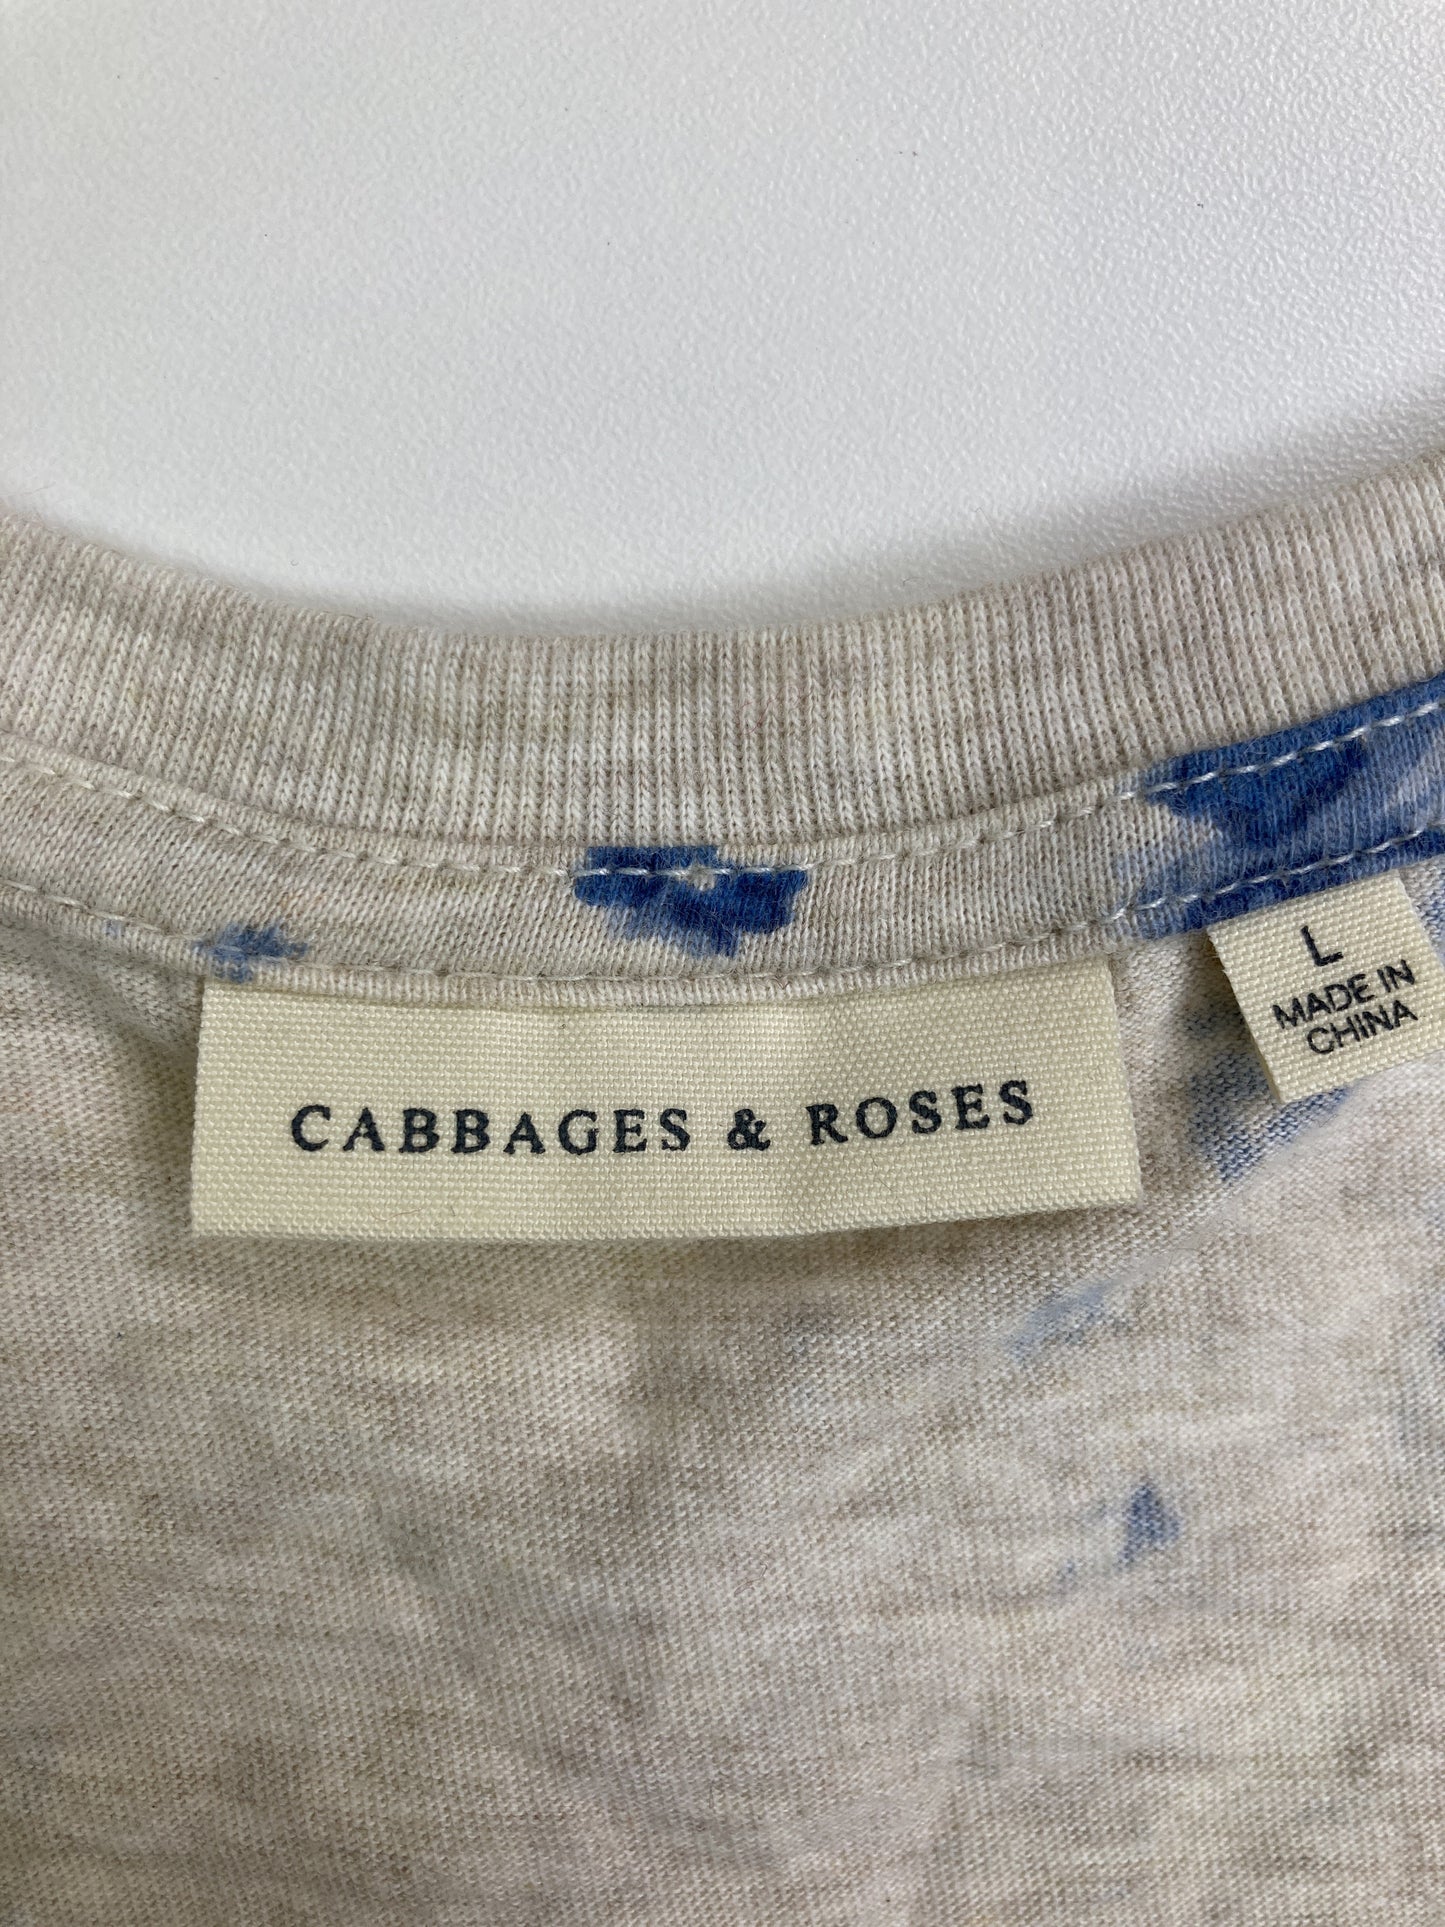 CABBAGES & ROSES
L
MADE IN
CHINA